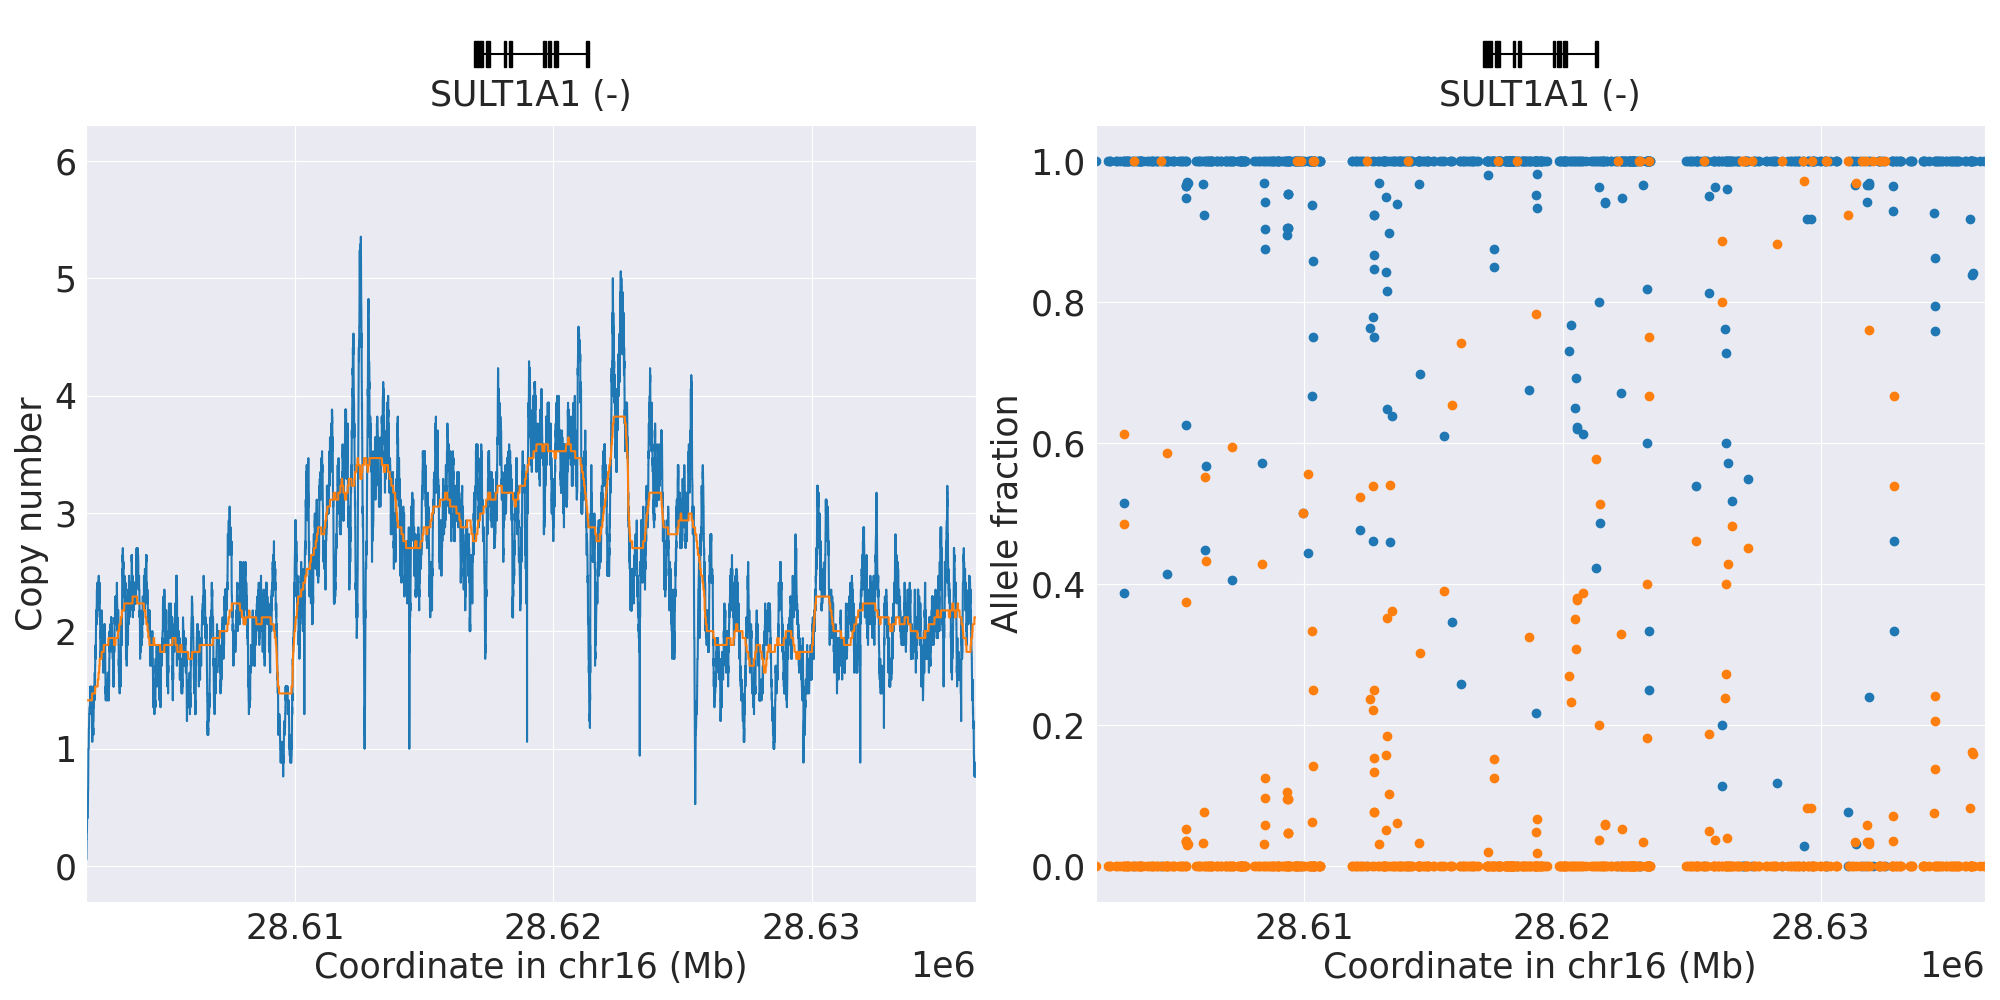 SULT1A1 (-)
6
5
4
3
2
1
0
Copy number
28.61 28.62 28.63
Coordinate in chr16 (Mb)
1e6
SULT1A1 (-)
1.0
0.8
0.6
0.4
0.2
0.0
Allele fraction
28.61 28.62 28.63
Coordinate in chr16 (Mb)
1e6